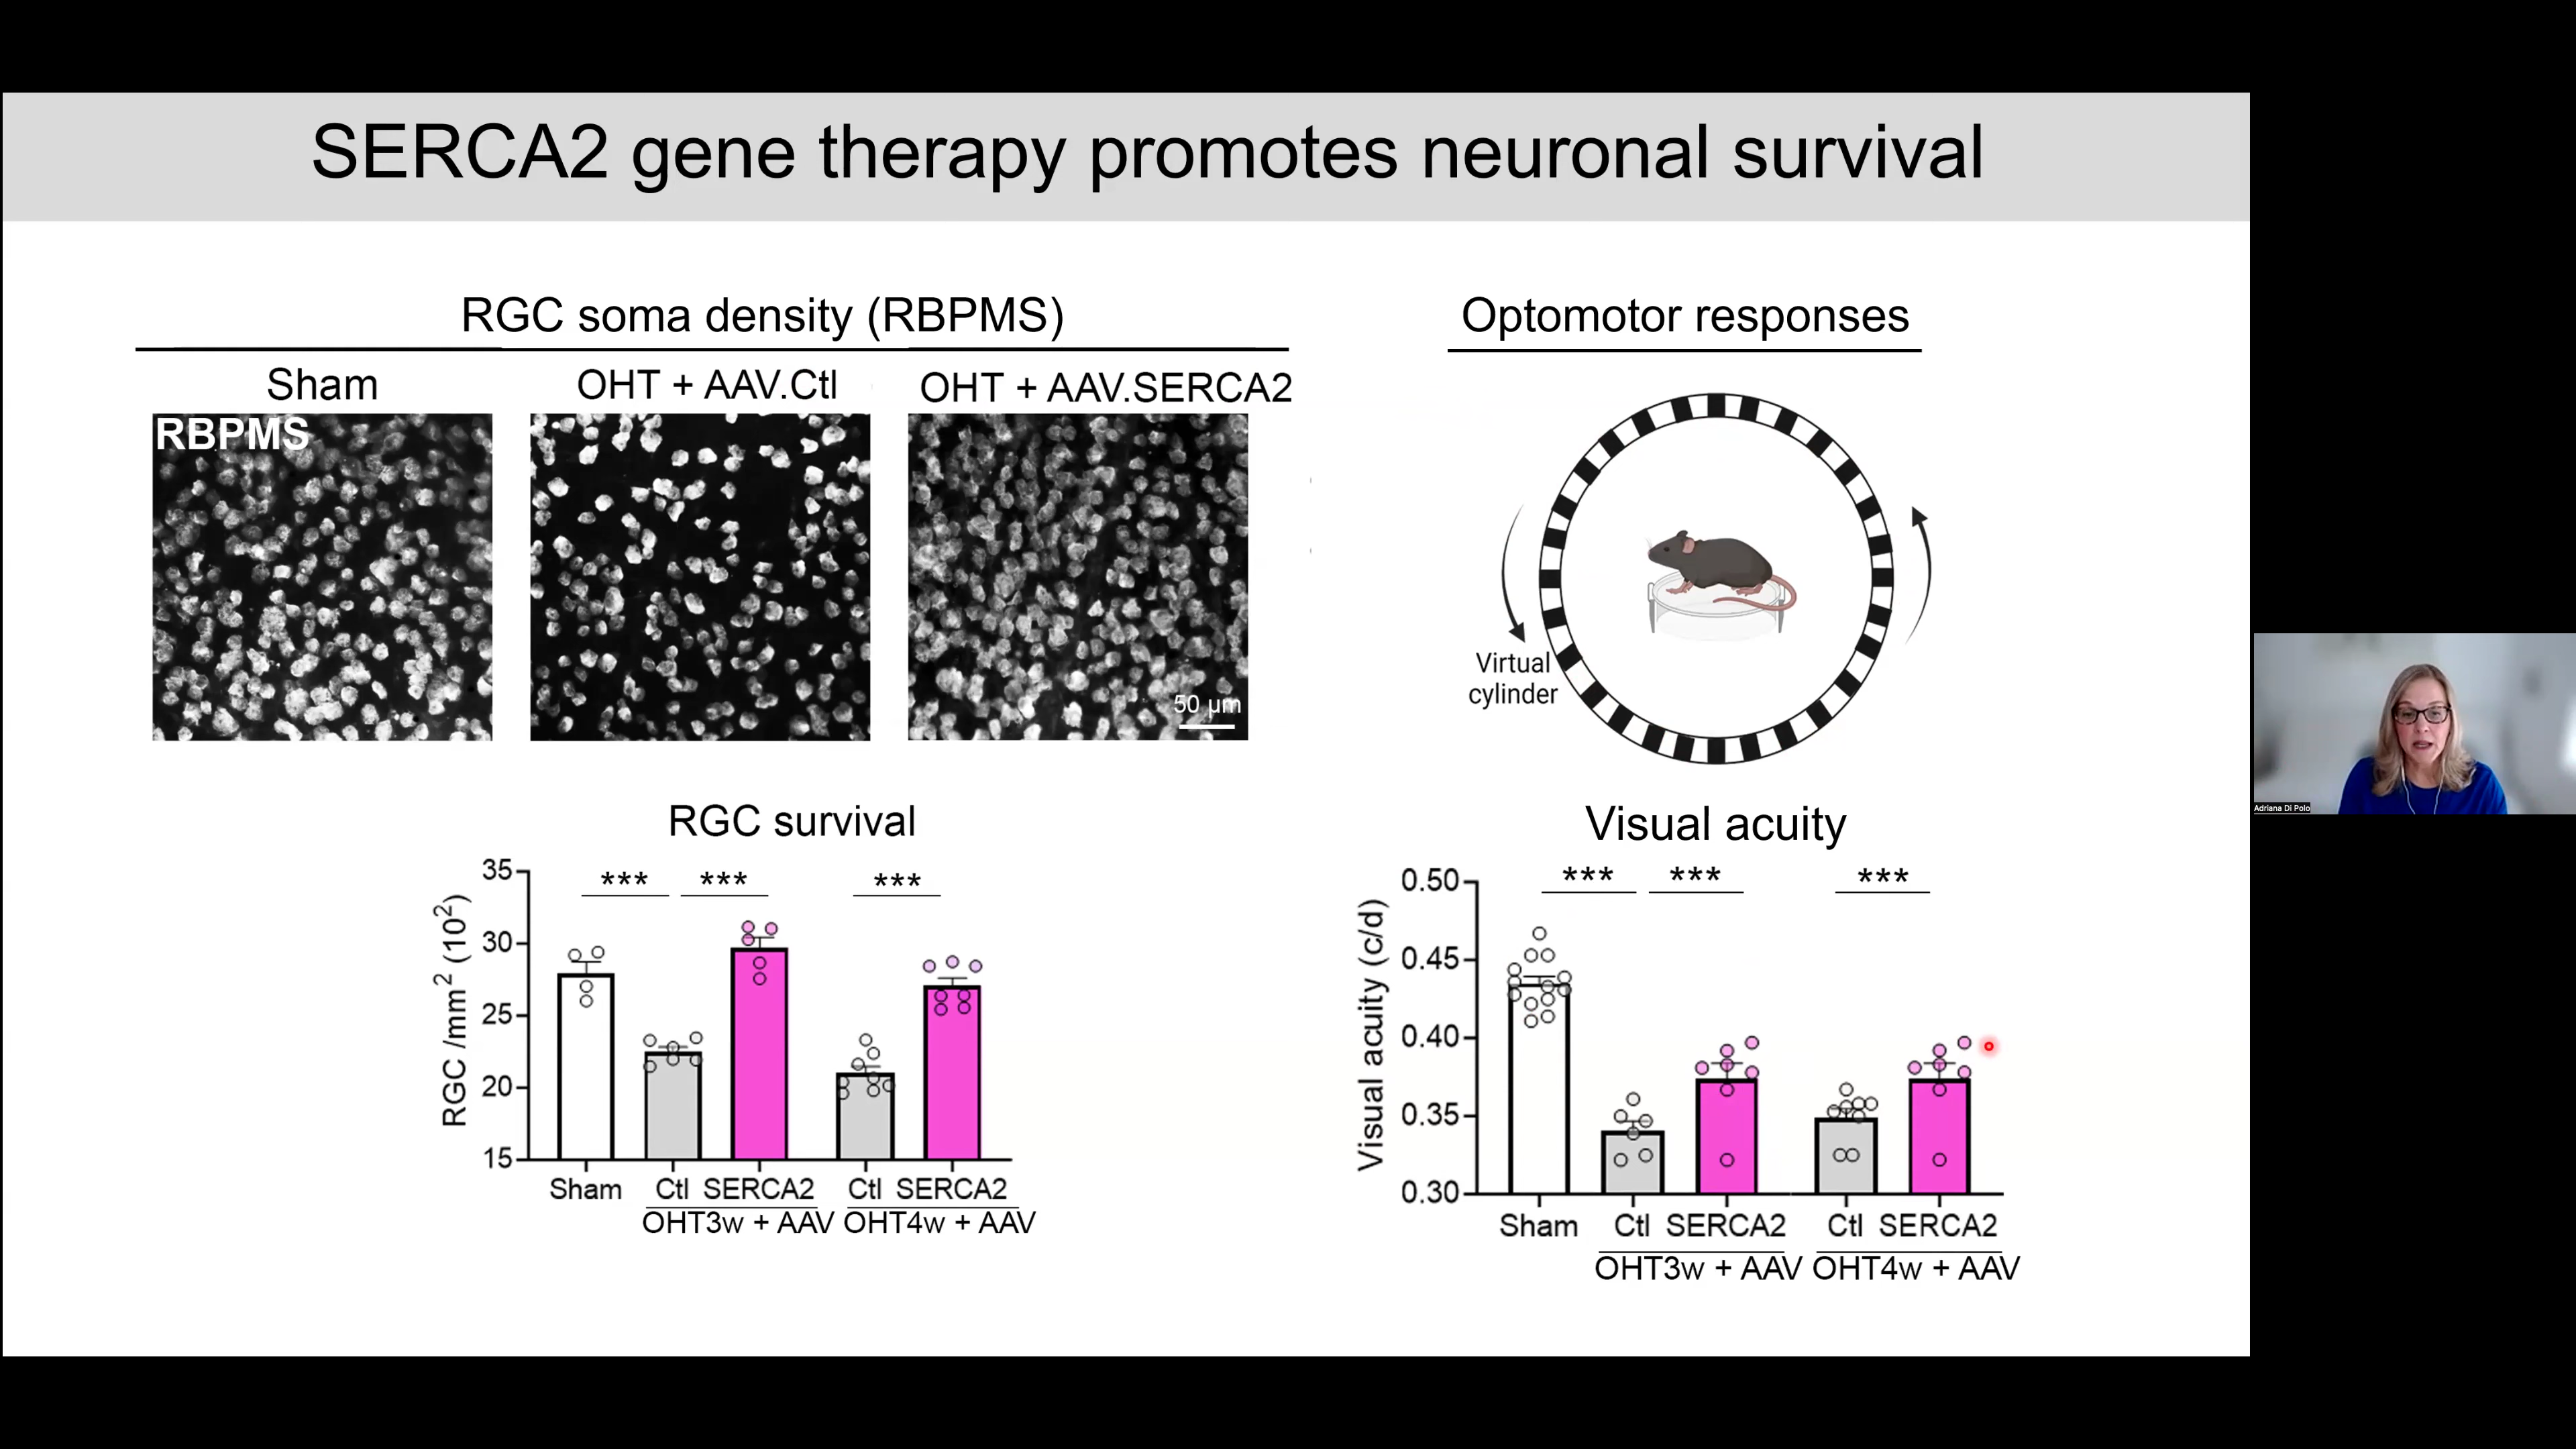 SERCA2 gene therapy promotes neuronal survival
RGC soma density (RBPMS)
Sham
OHT + AAV.Ctl
OHT + AAV.SERCA2
RBPMS
50 µm
Optomotor responses
Virtual
cylinder
RGC survival
RGC /mm² (10²)
35
30
25
20
15
***
***
***
Sham
Ctl
SERCA2
Ctl
SERCA2
OHT3w + AAV
OHT4w + AAV
Visual acuity
Visual acuity (c/d)
0.50
0.45
0.40
0.35
0.30
***
***
***
Sham
Ctl
SERCA2
Ctl
SERCA2
OHT3w + AAV
OHT4w + AAV
Adriana Di Polo